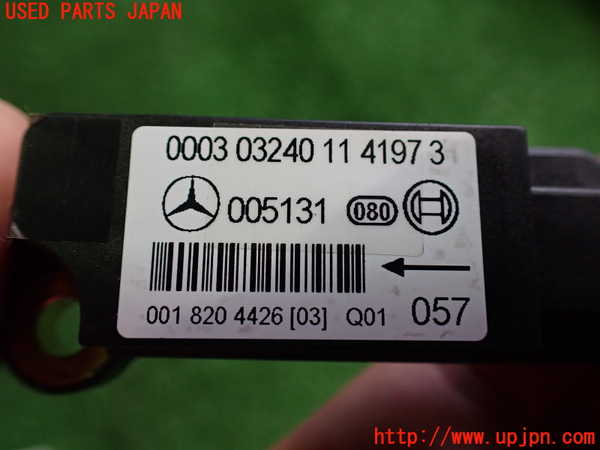 USED PARTS JAPAN
0003 03240 11 4197 3
005131 080
001 820 4426 [03] Q01 057
www.upjpn.com